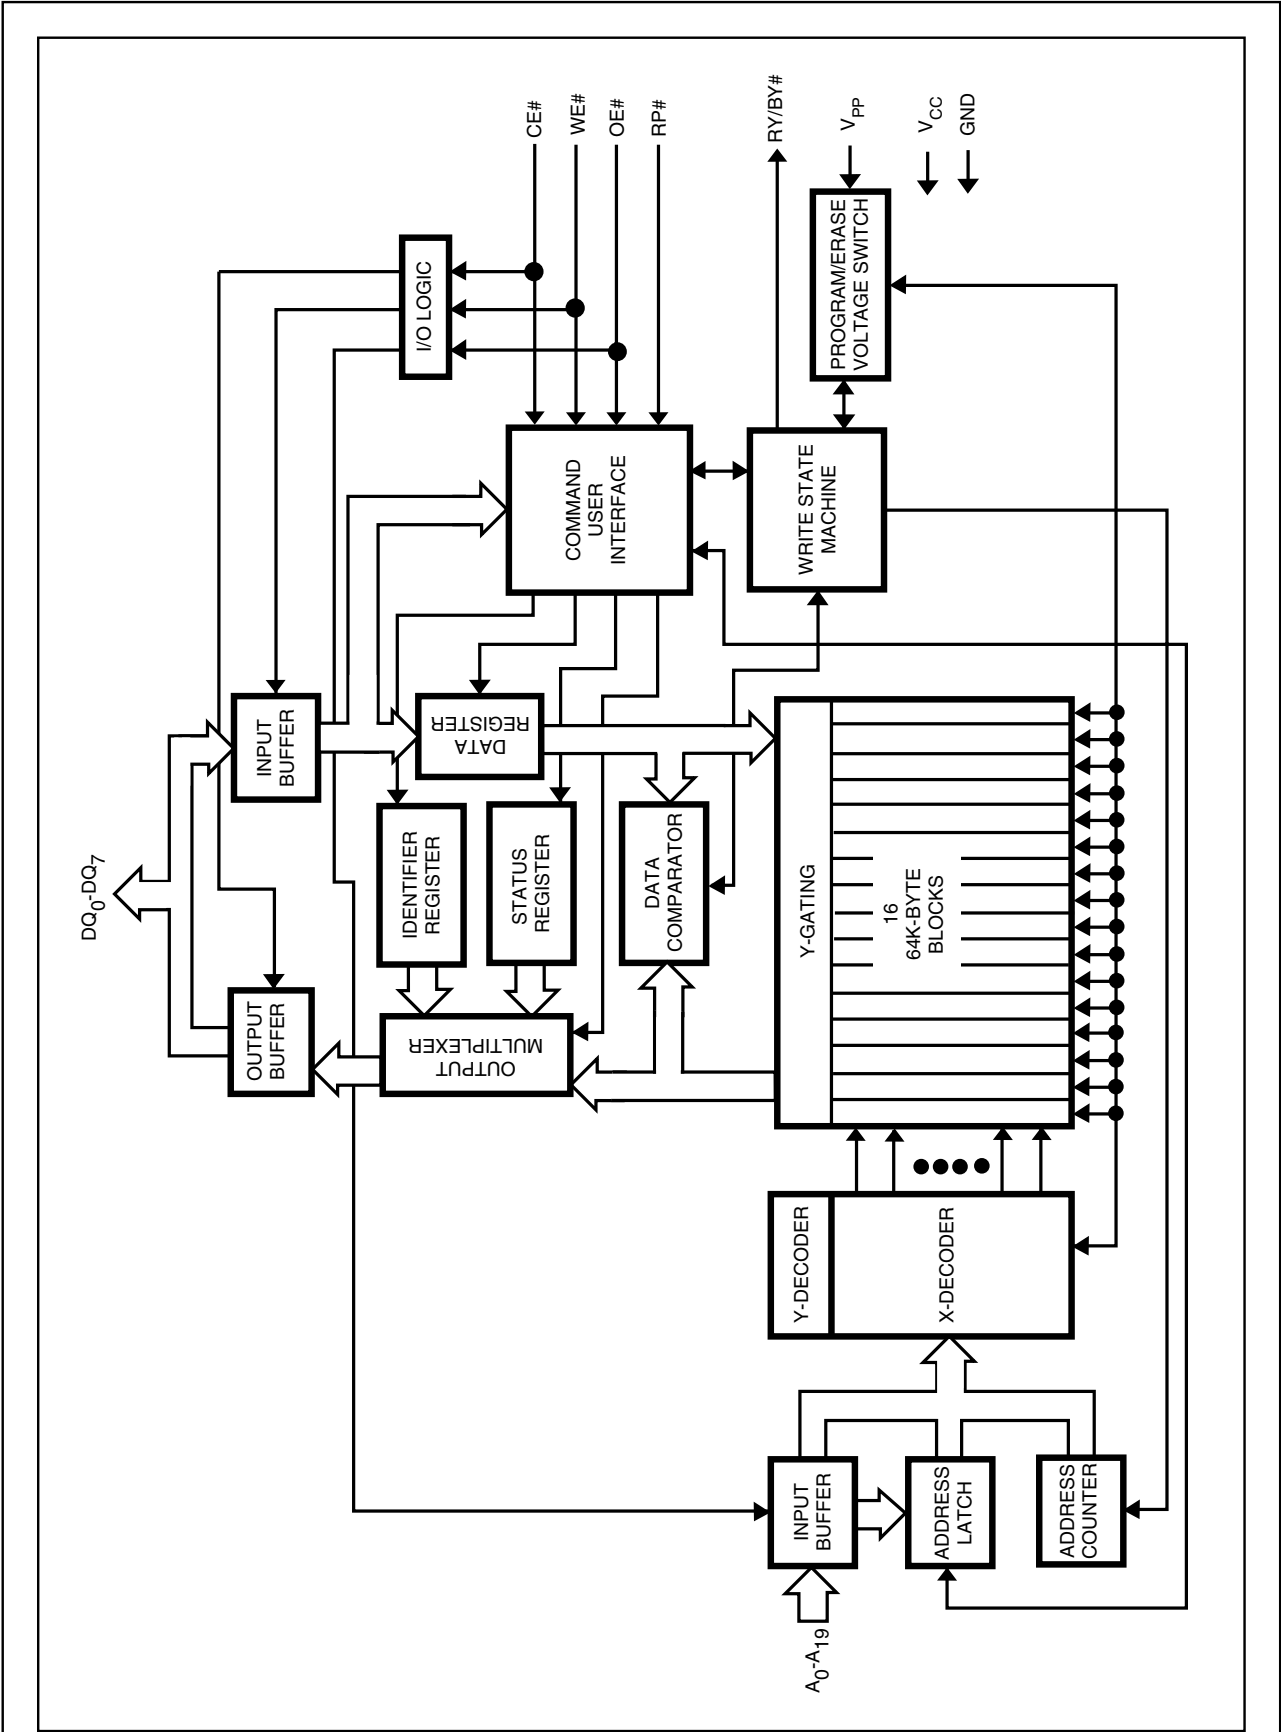 DQ0-DQ7
OUTPUT
BUFFER
INPUT
BUFFER
I/O LOGIC
CE#
WE#
OE#
RP#
IDENTIFIER
REGISTER
STATUS
REGISTER
DATA
REGISTER
OUTPUT
MULTIPLEXER
DATA
COMPARATOR
COMMAND
USER
INTERFACE
WRITE STATE
MACHINE
RY/BY#
PROGRAM/ERASE
VOLTAGE SWITCH
VPP
VCC
GND
A0-A19
INPUT
BUFFER
ADDRESS
LATCH
ADDRESS
COUNTER
Y-DECODER
X-DECODER
Y-GATING
16
64K-BYTE
BLOCKS